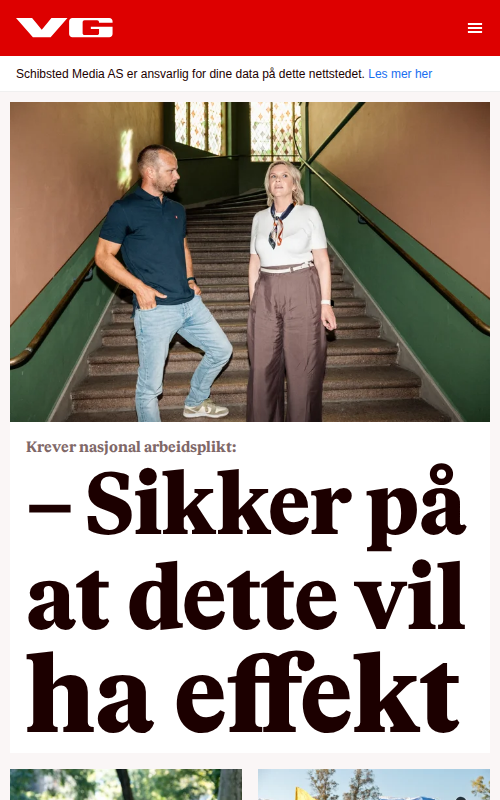 VG
Schibsted Media AS er ansvarlig for dine data på dette nettstedet. Les mer her
Krever nasjonal arbeidsplikt:
– Sikker på
at dette vil
ha effekt